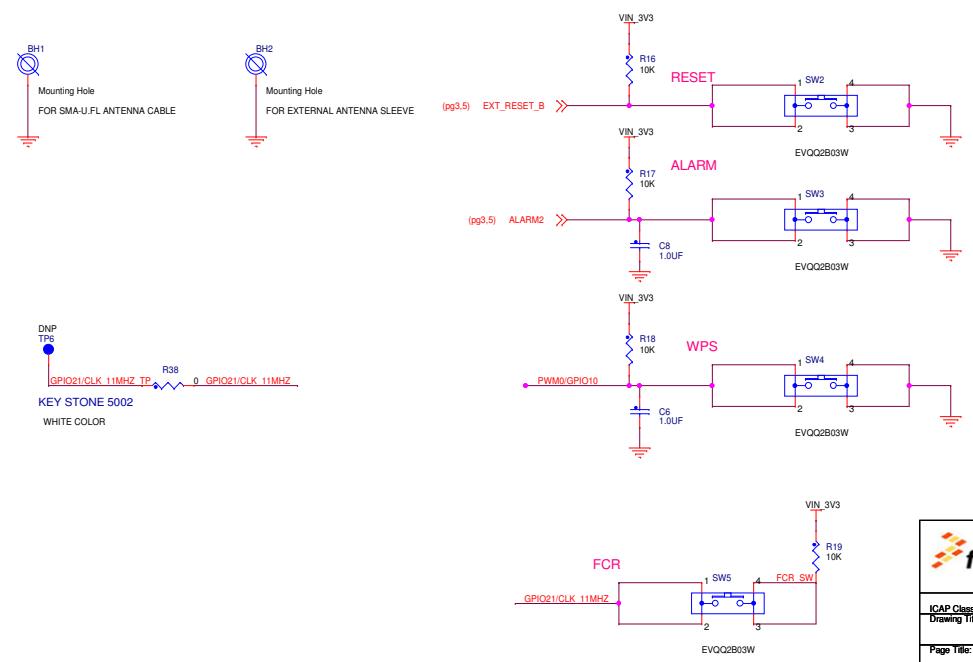 BH1
Mounting Hole
FOR SMA-U.FL ANTENNA CABLE
BH2
Mounting Hole
FOR EXTERNAL ANTENNA SLEEVE
VIN_3V3
R16
10K
RESET
(pg3,5) EXT_RESET_B
1 SW2 4
2 3
EVQQ2B03W
VIN_3V3
R17
10K
ALARM
(pg3,5) ALARM2
C8
1.0UF
1 SW3 4
2 3
EVQQ2B03W
VIN_3V3
R18
10K
WPS
PWM0/GPIO10
C6
1.0UF
1 SW4 4
2 3
EVQQ2B03W
DNP
TP6
GPIO21/CLK_11MHZ_TP R38 0 GPIO21/CLK_11MHZ
KEY STONE 5002
WHITE COLOR
VIN_3V3
R19
10K
FCR
GPIO21/CLK_11MHZ
1 SW5 4 FCR_SW
2 3
EVQQ2B03W
f
ICAP Class
Drawing Ti
Page Title: